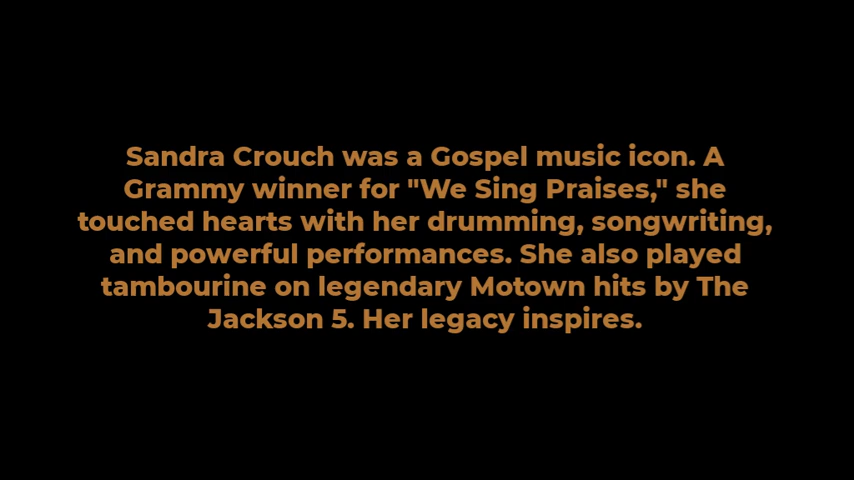 Sandra Crouch was a Gospel music icon. A
Grammy winner for "We Sing Praises," she
touched hearts with her drumming, songwriting,
and powerful performances. She also played
tambourine on legendary Motown hits by The
Jackson 5. Her legacy inspires.